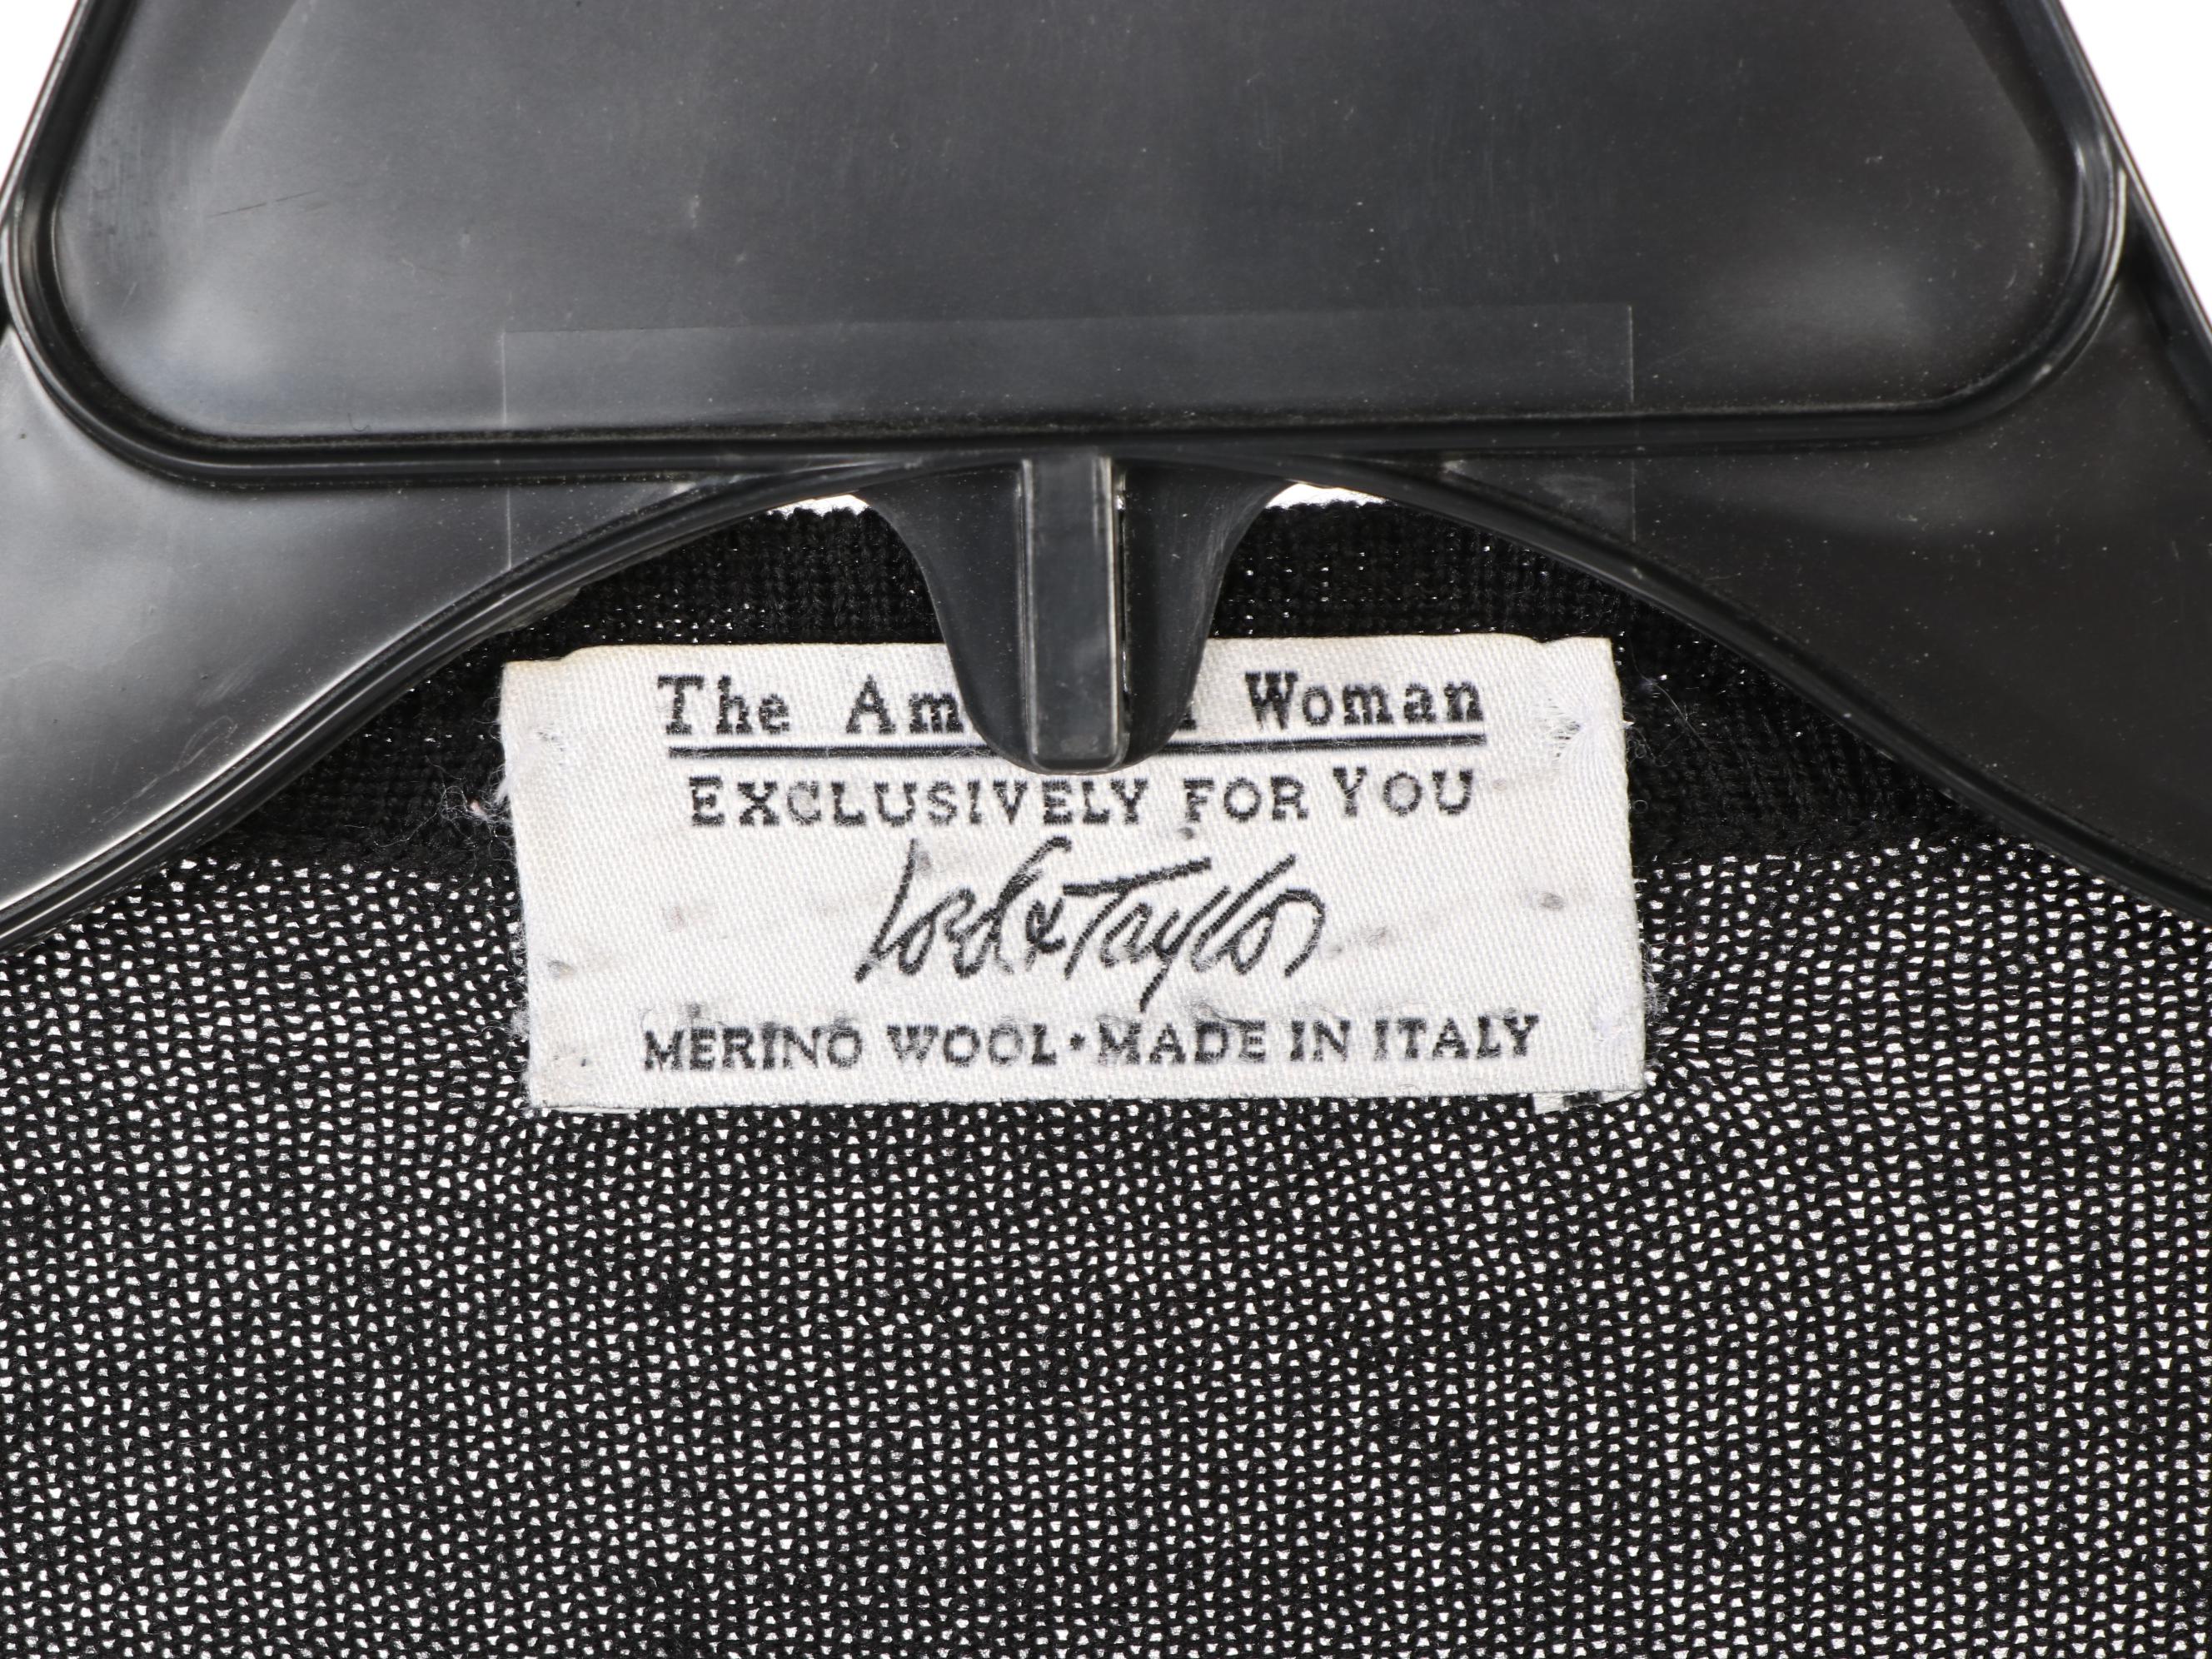 The Woman
EXCLUSIVELY FOR YOU
Lord & Taylor
MERINO WOOL • MADE IN ITALY